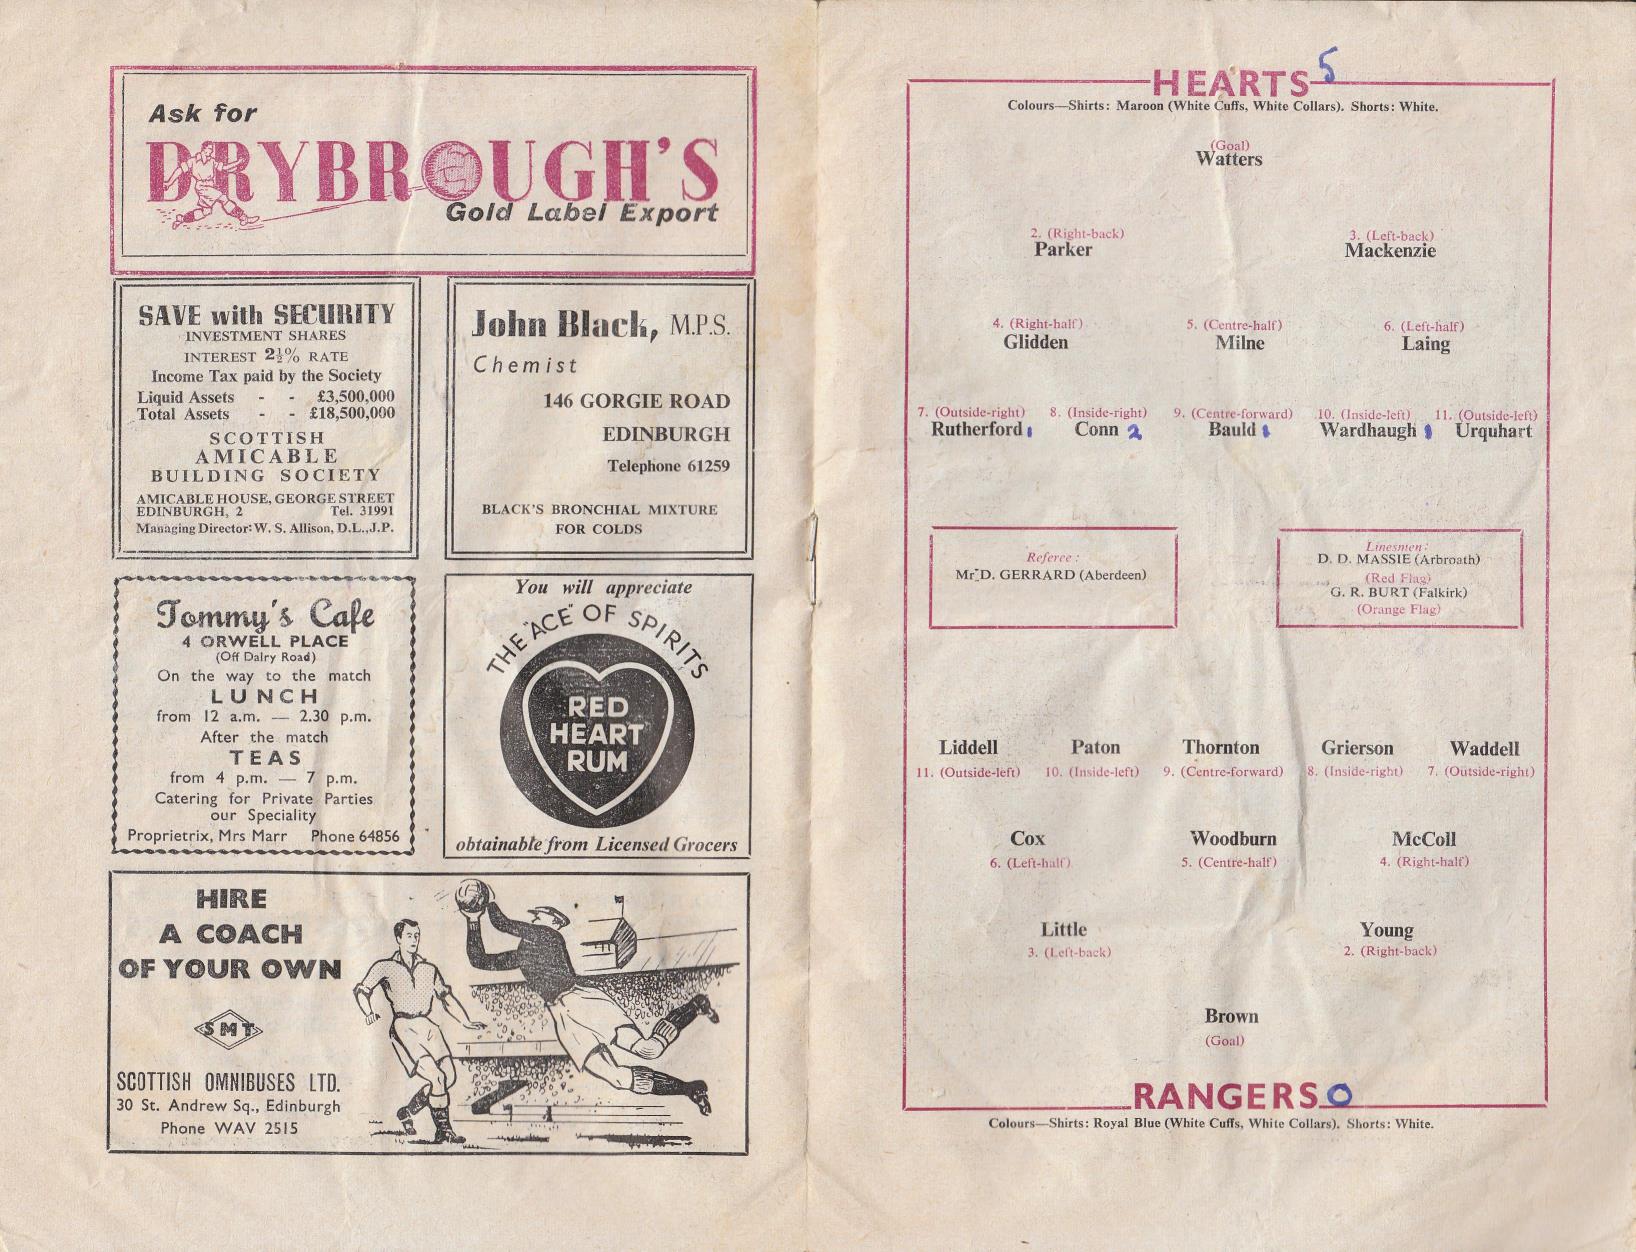 Ask for
DRYBROUGH'S
Gold Label Export
SAVE with SECURITY
INVESTMENT SHARES
INTEREST 2½% RATE
Income Tax paid by the Society
Liquid Assets - - £3,500,000
Total Assets - - £18,500,000
SCOTTISH
AMICABLE
BUILDING SOCIETY
AMICABLE HOUSE, GEORGE STREET
EDINBURGH, 2 Tel. 31991
Managing Director: W. S. Allison, D.L., J.P.
John Black, M.P.S.
Chemist
146 GORGIE ROAD
EDINBURGH
Telephone 61259
BLACK'S BRONCHIAL MIXTURE
FOR COLDS
Tommy's Cafe
4 ORWELL PLACE
(Off Dalry Road)
On the way to the match
LUNCH
from 12 a.m. — 2.30 p.m.
After the match
TEAS
from 4 p.m. — 7 p.m.
Catering for Private Parties
our Speciality
Proprietrix, Mrs Marr Phone 64856
You will appreciate
THE "ACE" OF SPIRITS
RED
HEART
RUM
obtainable from Licensed Grocers
HIRE
A COACH
OF YOUR OWN
SMT
SCOTTISH OMNIBUSES LTD.
30 St. Andrew Sq., Edinburgh
Phone WAV 2515
HEARTS 5
Colours—Shirts: Maroon (White Cuffs, White Collars). Shorts: White.
(Goal)
Watters
2. (Right-back) 3. (Left-back)
Parker Mackenzie
4. (Right-half) 5. (Centre-half) 6. (Left-half)
Glidden Milne Laing
7. (Outside-right) 8. (Inside-right) 9. (Centre-forward) 10. (Inside-left) 11. (Outside-left)
Rutherford 1 Conn 2 Bauld 1 Wardhaugh 1 Urquhart
Referee:
Mr D. GERRARD (Aberdeen)
Linesmen:
D. D. MASSIE (Arbroath)
(Red Flag)
G. R. BURT (Falkirk)
(Orange Flag)
Liddell Paton Thornton Grierson Waddell
11. (Outside-left) 10. (Inside-left) 9. (Centre-forward) 8. (Inside-right) 7. (Outside-right)
Cox Woodburn McColl
6. (Left-half) 5. (Centre-half) 4. (Right-half)
Little Young
3. (Left-back) 2. (Right-back)
Brown
(Goal)
RANGERS 0
Colours—Shirts: Royal Blue (White Cuffs, White Collars). Shorts: White.